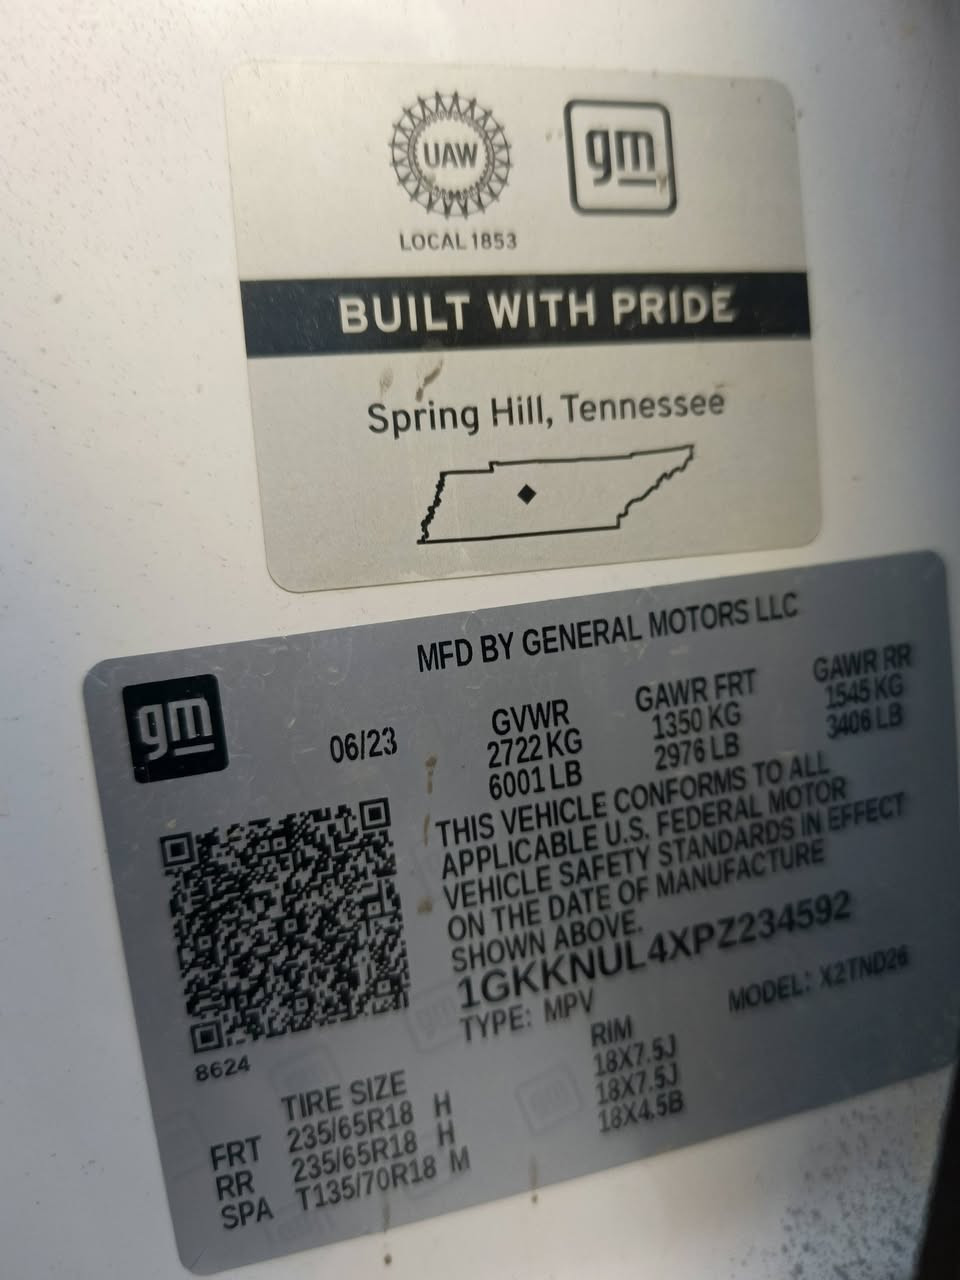 UAW
gm
LOCAL 1853
BUILT WITH PRIDE
Spring Hill, Tennessee
MFD BY GENERAL MOTORS LLC
gm
06/23
GVWR
2722 KG
6001 LB
GAWR FRT
1350 KG
2976 LB
GAWR RR
1545 KG
3406 LB
THIS VEHICLE CONFORMS TO ALL
APPLICABLE U.S. FEDERAL MOTOR
VEHICLE SAFETY STANDARDS IN EFFECT
ON THE DATE OF MANUFACTURE
SHOWN ABOVE.
1GKKNUL4XPZ234592
TYPE: MPV
MODEL: X2TND26
8624
TIRE SIZE
RIM
FRT 235/65R18 H 18X7.5J
RR 235/65R18 H 18X7.5J
SPA T135/70R18 M 18X4.5B